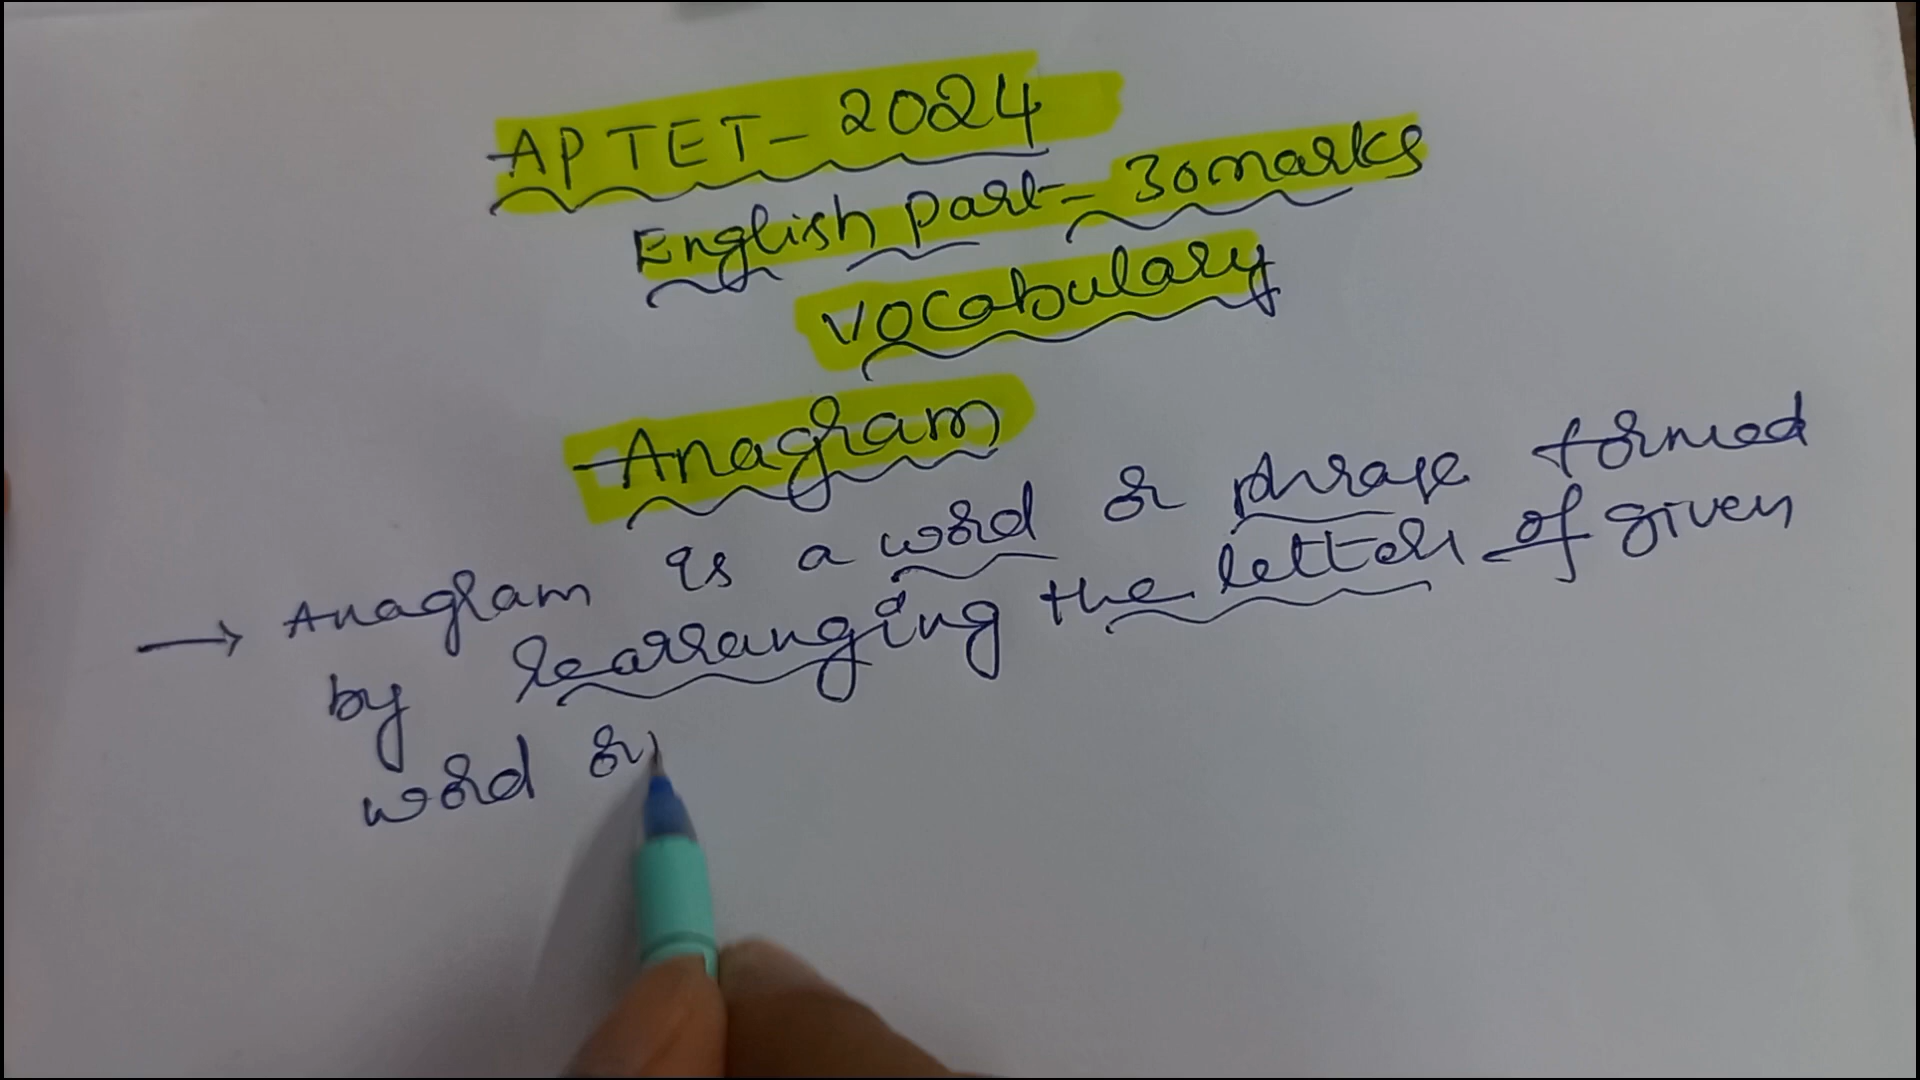 AP TET - 2024
English part - 30 marks
Vocabulary
Anagram
→ Anagram is a word or phrase formed
by rearranging the letters of given
word or